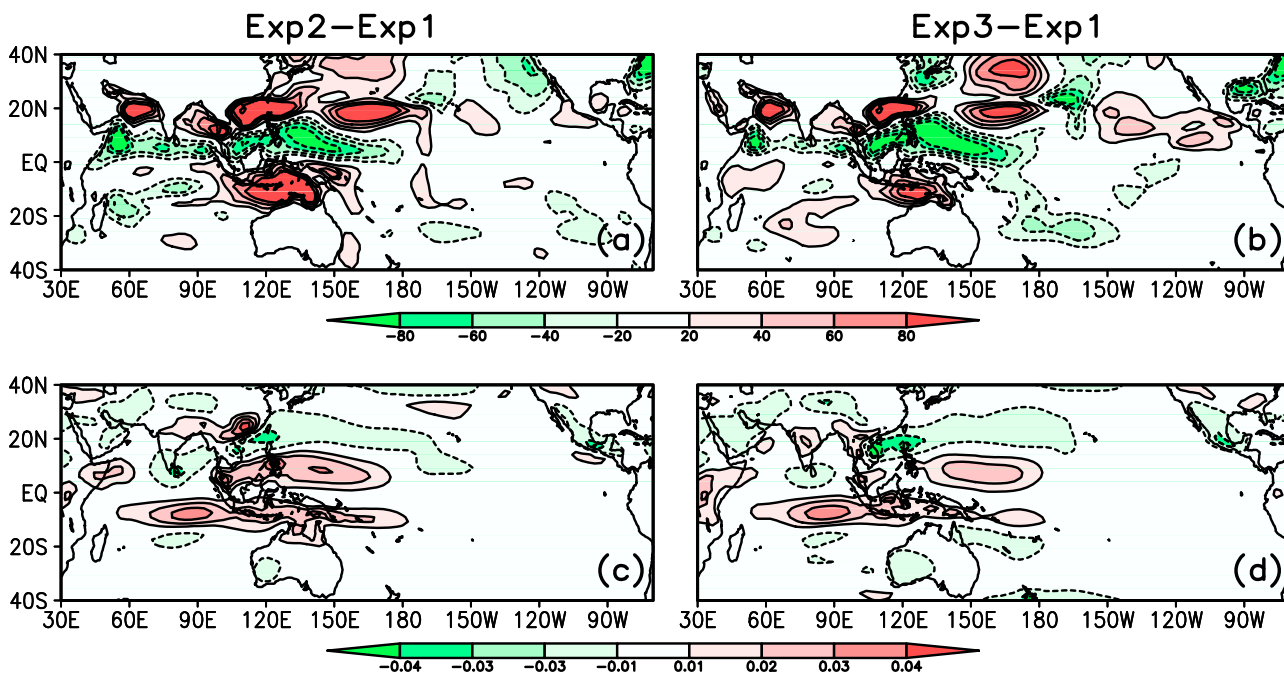 Exp2−Exp1
Exp3−Exp1
40N
20N
EQ
20S
40S
(a)
30E 60E 90E 120E 150E 180 150W 120W 90W
40N
20N
EQ
20S
40S
(b)
30E 60E 90E 120E 150E 180 150W 120W 90W
−80 −60 −40 −20 20 40 60 80
40N
20N
EQ
20S
40S
(c)
30E 60E 90E 120E 150E 180 150W 120W 90W
40N
20N
EQ
20S
40S
(d)
30E 60E 90E 120E 150E 180 150W 120W 90W
−0.04 −0.03 −0.03 −0.01 0.01 0.02 0.03 0.04